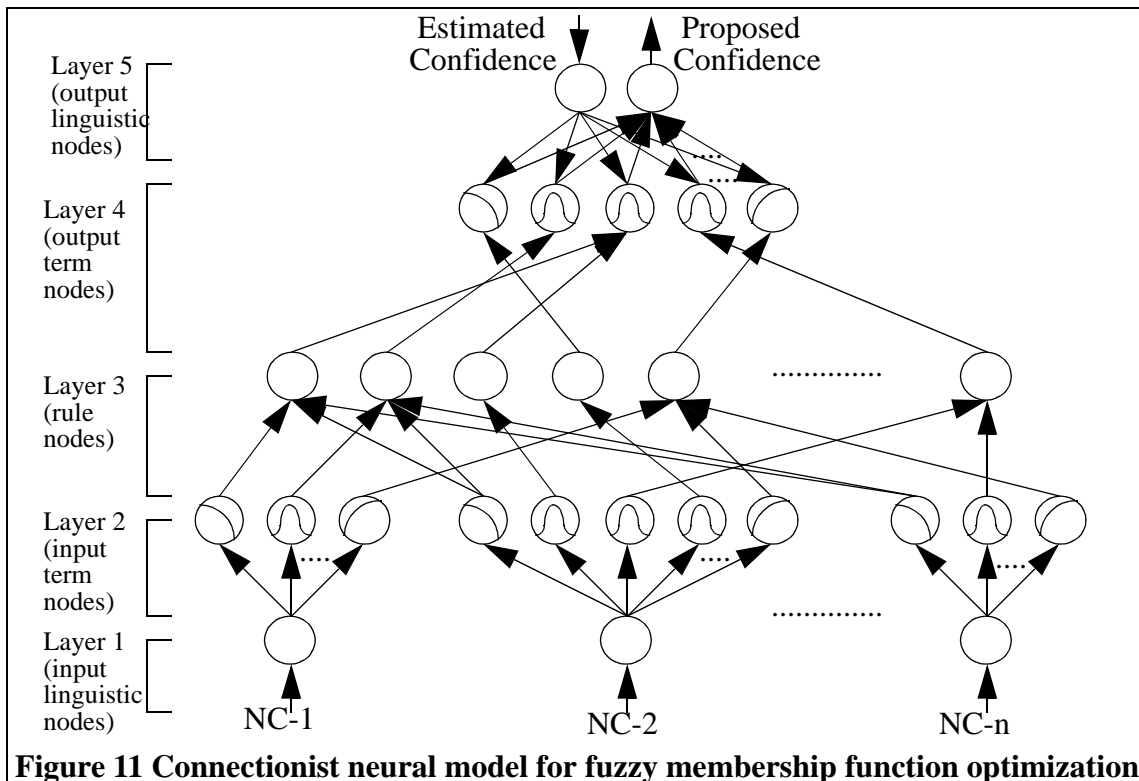 Estimated
Confidence
Proposed
Confidence
Layer 5
(output
linguistic
nodes)
....
....
Layer 4
(output
term
nodes)
Layer 3
(rule
nodes)
..............
Layer 2
(input
term
nodes)
....
....
....
..............
Layer 1
(input
linguistic
nodes)
NC-1
NC-2
NC-n
Figure 11 Connectionist neural model for fuzzy membership function optimization